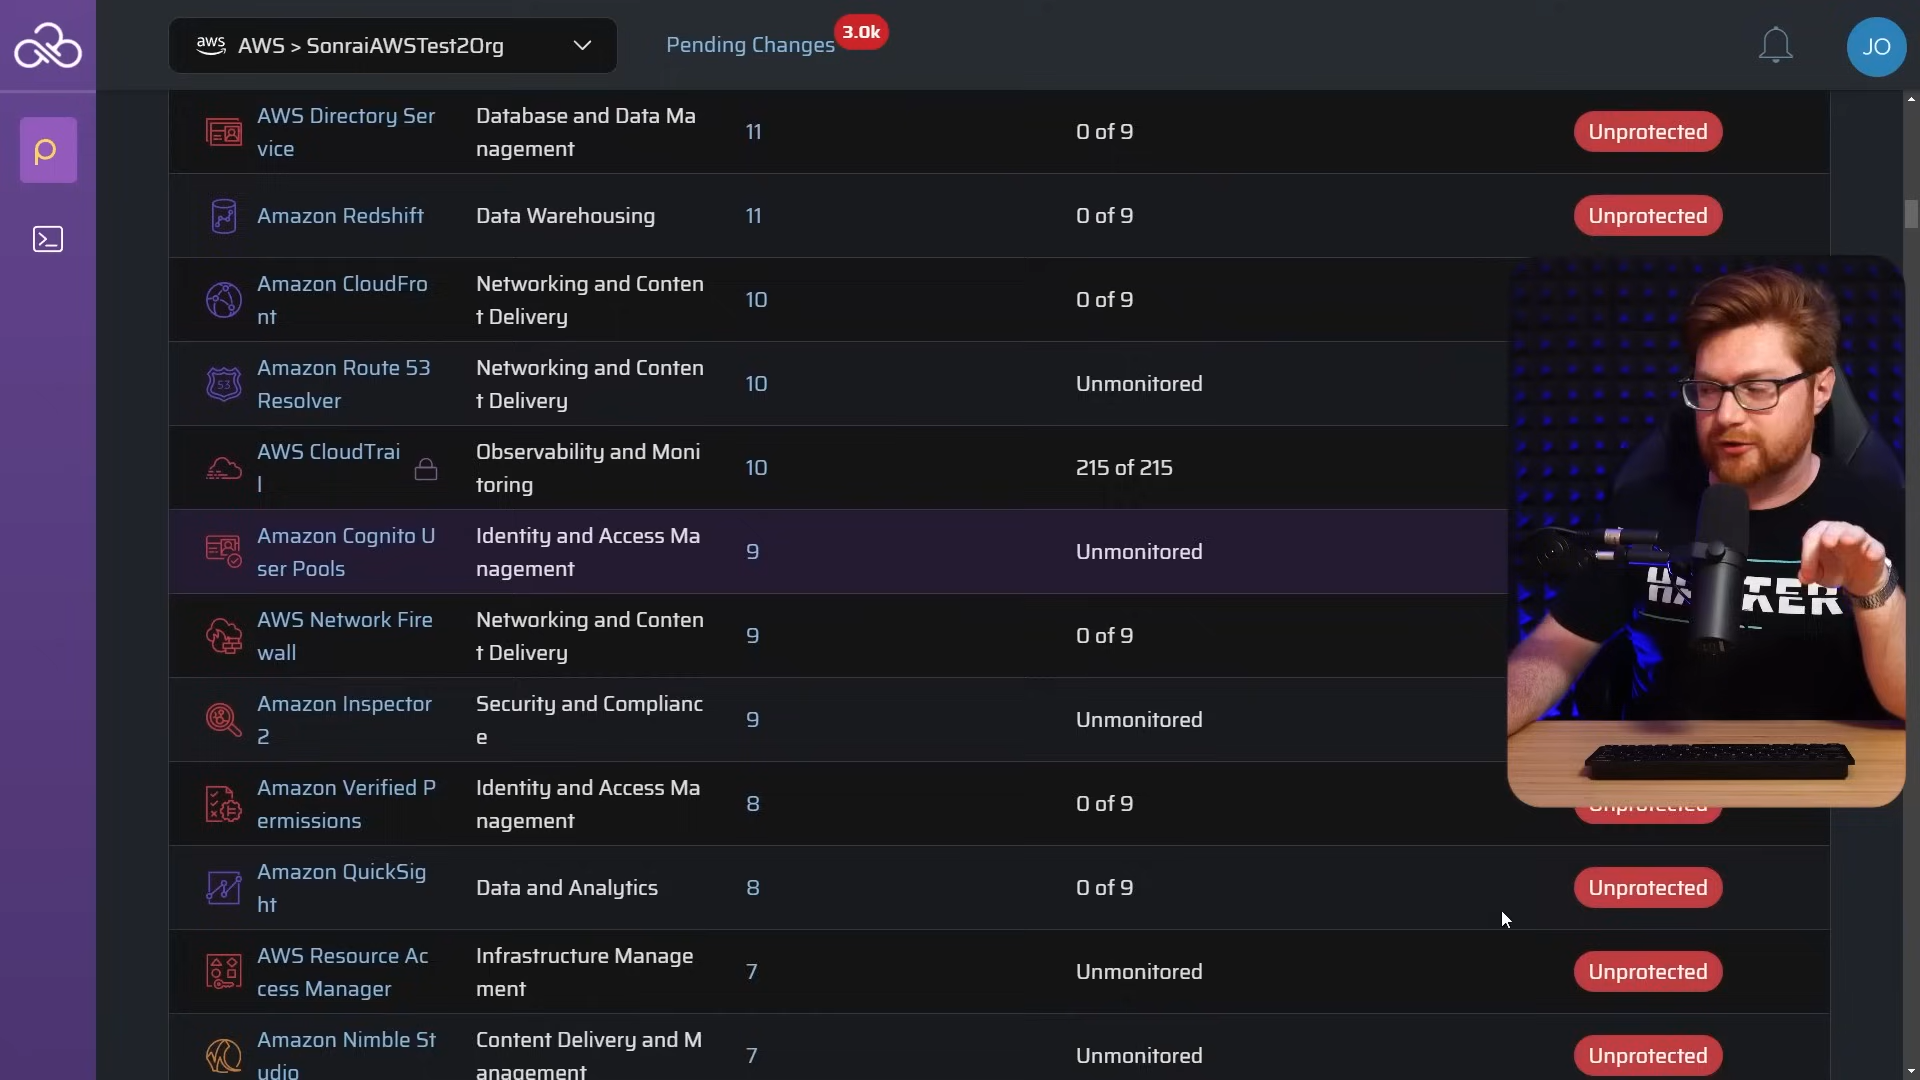 aws AWS > SonraiAWSTest2Org
Pending Changes
3.0k
JO
AWS Directory Ser
vice
Database and Data Ma
nagement
11
0 of 9
Unprotected
Amazon Redshift
Data Warehousing
11
0 of 9
Unprotected
Amazon CloudFro
nt
Networking and Conten
t Delivery
10
0 of 9
53
Amazon Route 53
Resolver
Networking and Conten
t Delivery
10
Unmonitored
AWS CloudTrai
l
Observability and Moni
toring
10
215 of 215
Amazon Cognito U
ser Pools
Identity and Access Ma
nagement
9
Unmonitored
AWS Network Fire
wall
Networking and Conten
t Delivery
9
0 of 9
Amazon Inspector
2
Security and Complianc
e
9
Unmonitored
Amazon Verified P
ermissions
Identity and Access Ma
nagement
8
0 of 9
Unprotected
Amazon QuickSig
ht
Data and Analytics
8
0 of 9
Unprotected
AWS Resource Ac
cess Manager
Infrastructure Manage
ment
7
Unmonitored
Unprotected
Amazon Nimble St
udio
Content Delivery and M
anagement
7
Unmonitored
Unprotected